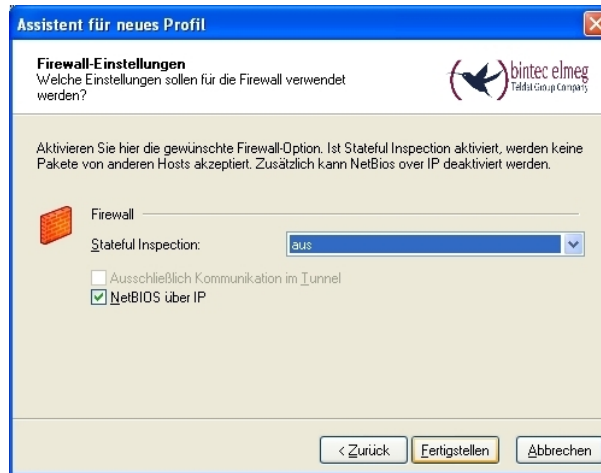 Assistent für neues Profil
Firewall-Einstellungen
Welche Einstellungen sollen für die Firewall verwendet
werden?
bintec elmeg
Teldat Group Company
Aktivieren Sie hier die gewünschte Firewall-Option. Ist Stateful Inspection aktiviert, werden keine
Pakete von anderen Hosts akzeptiert. Zusätzlich kann NetBios over IP deaktiviert werden.
Firewall
Stateful Inspection:
aus
Ausschließlich Kommunikation im Tunnel
NetBIOS über IP
< Zurück
Fertigstellen
Abbrechen